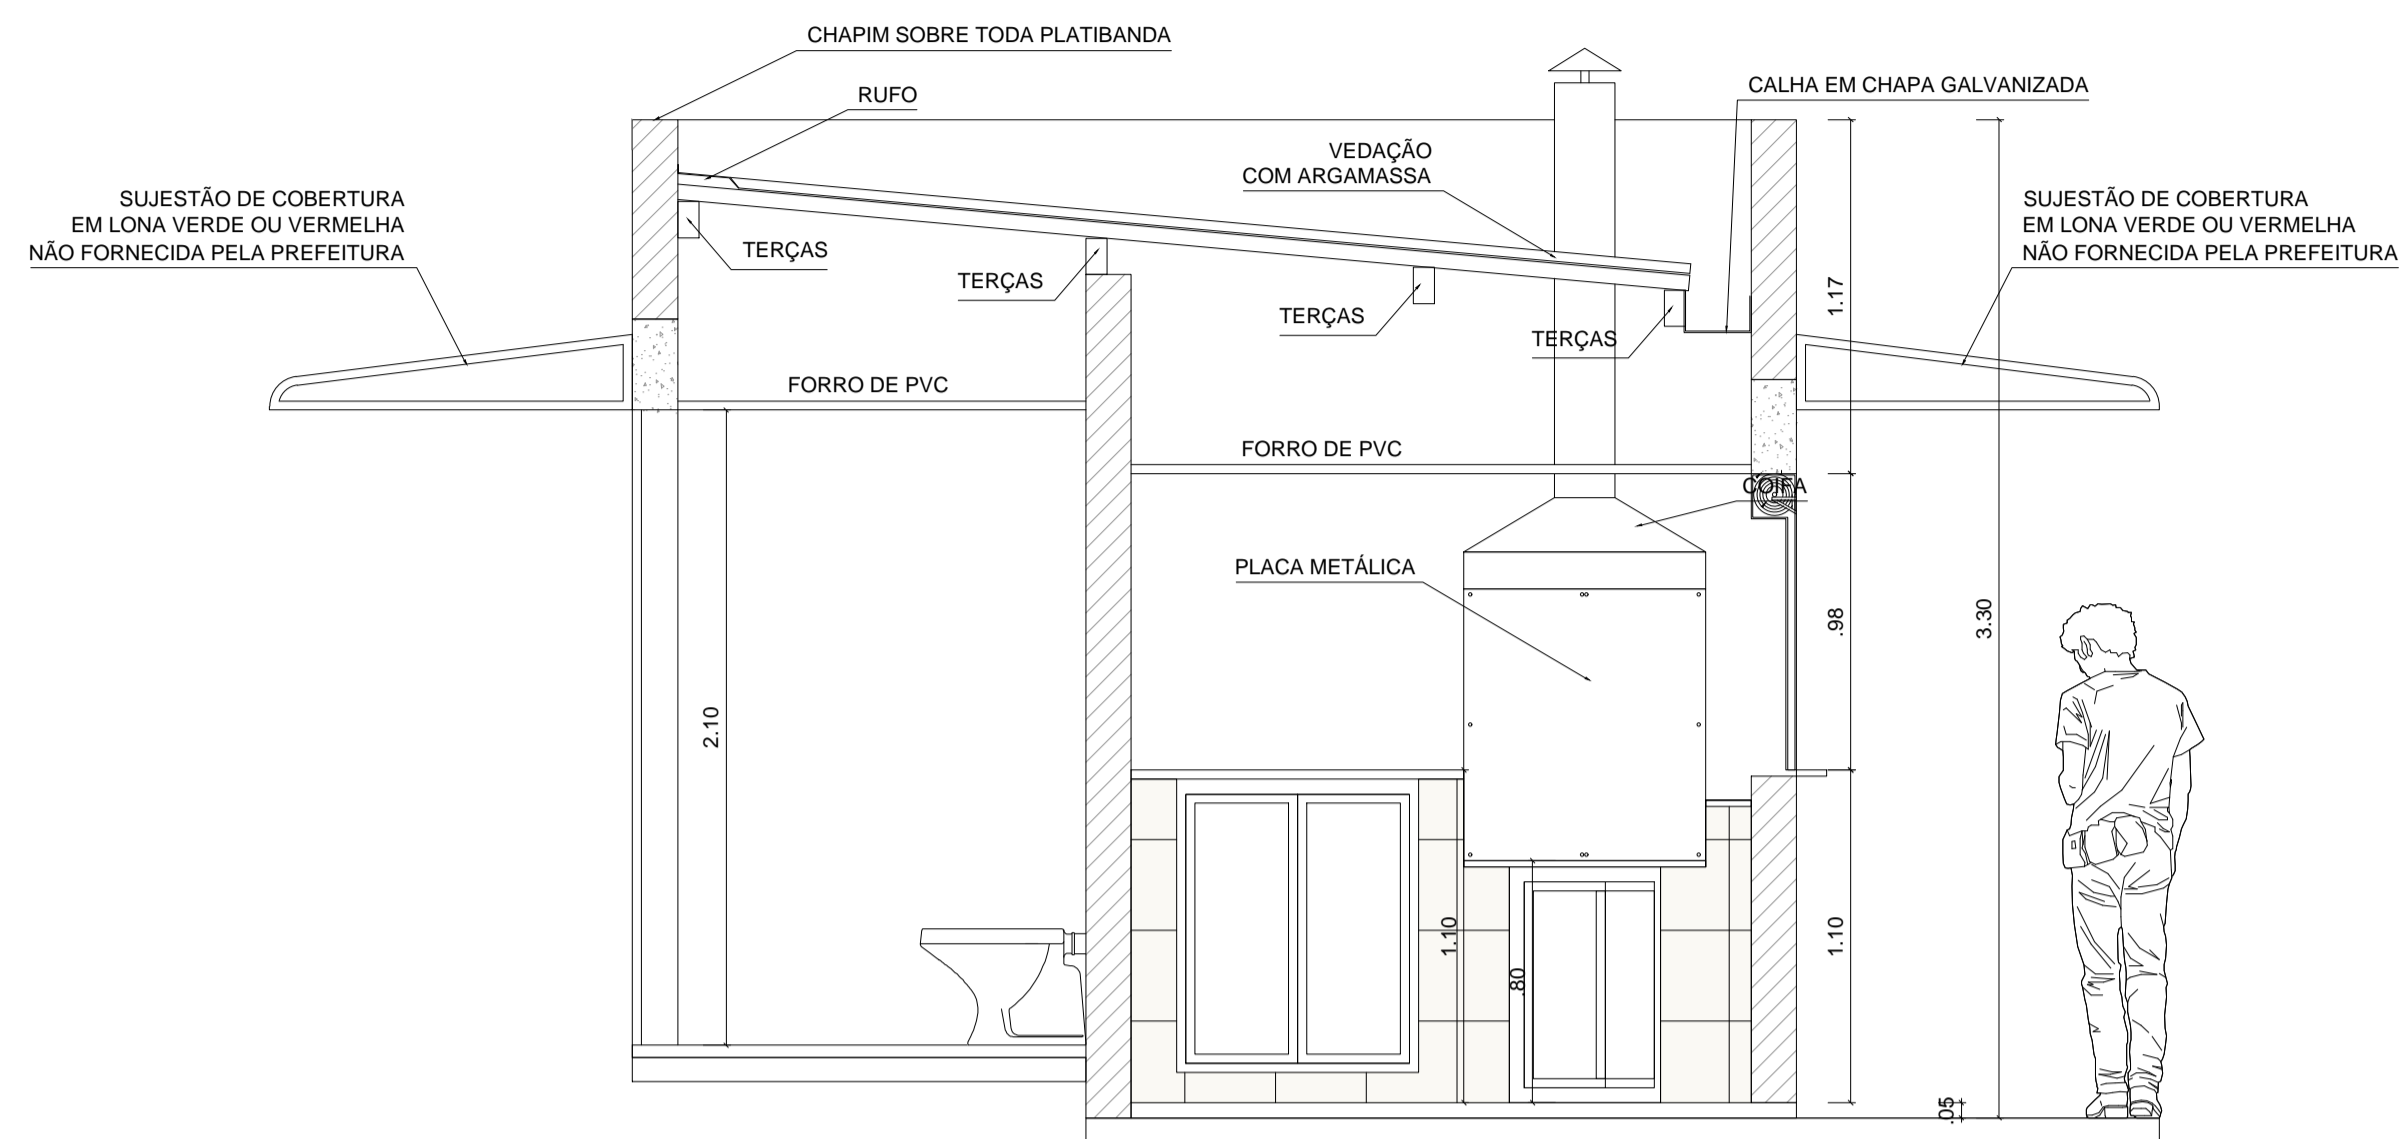 CHAPIM SOBRE TODA PLATIBANDA
RUFO
CALHA EM CHAPA GALVANIZADA
VEDAÇÃO
COM ARGAMASSA
SUJESTÃO DE COBERTURA
EM LONA VERDE OU VERMELHA
NÃO FORNECIDA PELA PREFEITURA
SUJESTÃO DE COBERTURA
EM LONA VERDE OU VERMELHA
NÃO FORNECIDA PELA PREFEITURA
TERÇAS
TERÇAS
TERÇAS
TERÇAS
1.17
FORRO DE PVC
FORRO DE PVC
COIFA
PLACA METÁLICA
.98
3.30
2.10
1.10
.80
1.10
.05